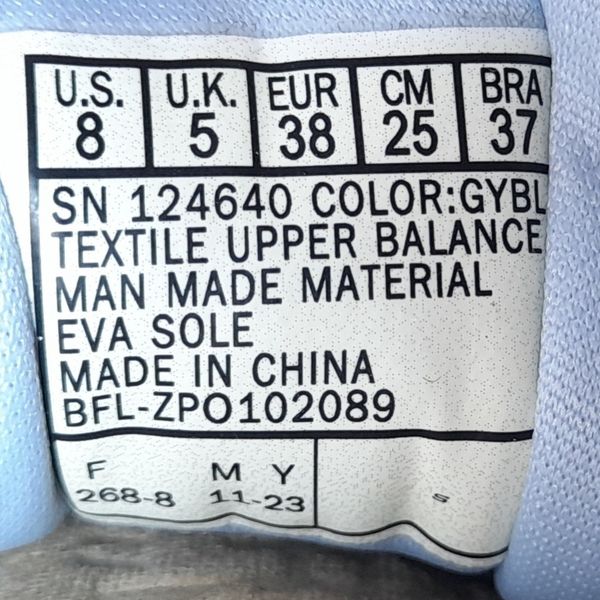 U.S. U.K. EUR CM BRA
8 5 38 25 37
SN 124640 COLOR:GYBL
TEXTILE UPPER BALANCE
MAN MADE MATERIAL
EVA SOLE
MADE IN CHINA
BFL-ZPO102089
F M Y
268-8 11-23 S